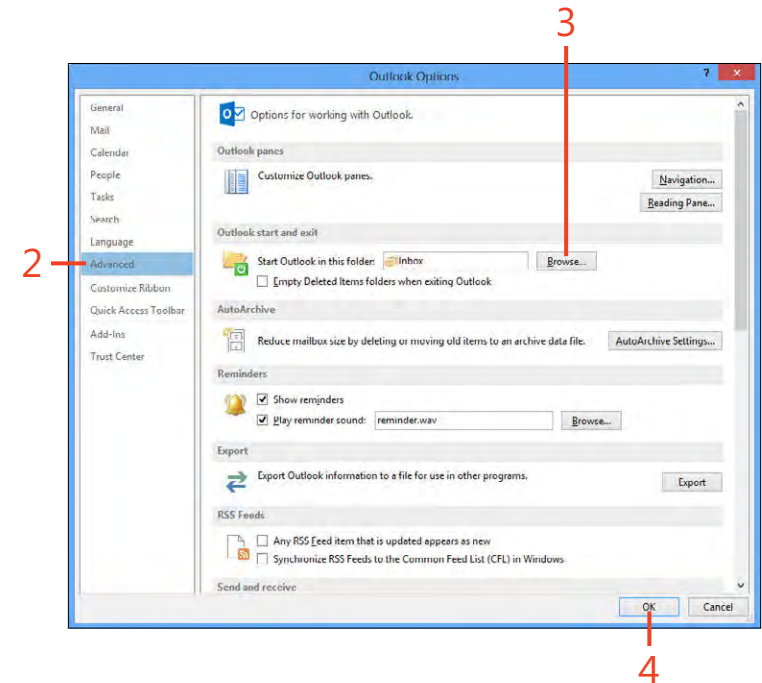 3
Outlook Options
?
General
Mail
Calendar
People
Tasks
Search
Language
2
Advanced
Customize Ribbon
Quick Access Toolbar
Add-Ins
Trust Center
Options for working with Outlook.
Outlook panes
Customize Outlook panes.
Navigation...
Reading Pane...
Outlook start and exit
Start Outlook in this folder: Inbox Browse...
Empty Deleted Items folders when exiting Outlook
AutoArchive
Reduce mailbox size by deleting or moving old items to an archive data file. AutoArchive Settings...
Reminders
Show reminders
Play reminder sound: reminder.wav Browse...
Export
Export Outlook information to a file for use in other programs. Export
RSS Feeds
Any RSS Feed item that is updated appears as new
Synchronize RSS Feeds to the Common Feed List (CFL) in Windows
Send and receive
OK Cancel
4